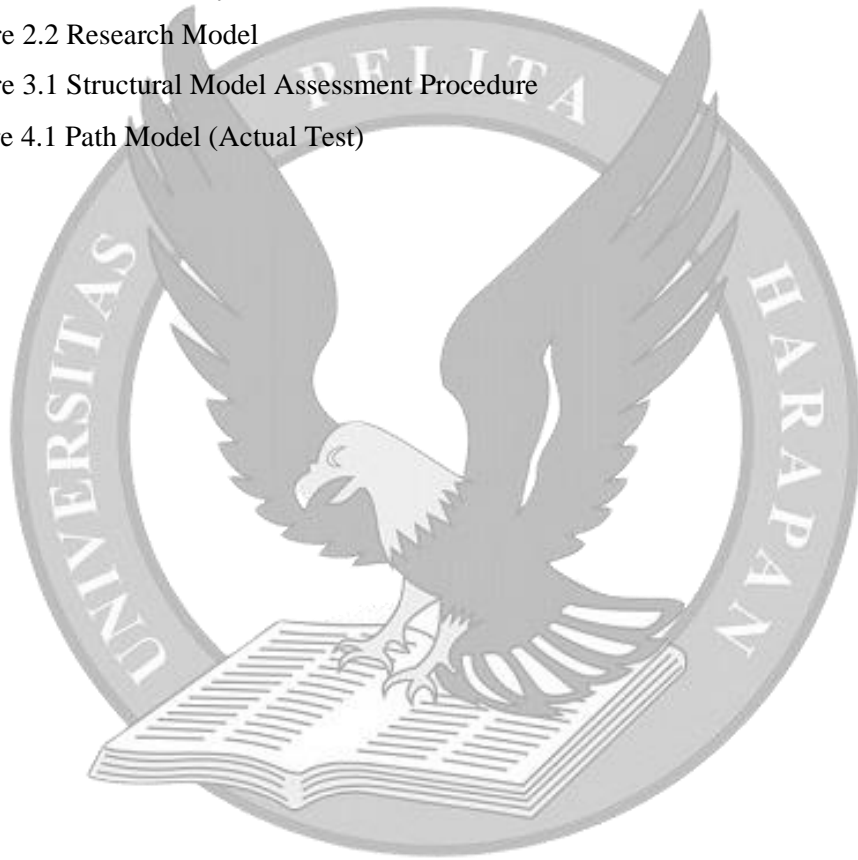 re 2.2 Research Model
re 3.1 Structural Model Assessment Procedure
re 4.1 Path Model (Actual Test)
UNIVERSITAS PELITA HARAPAN